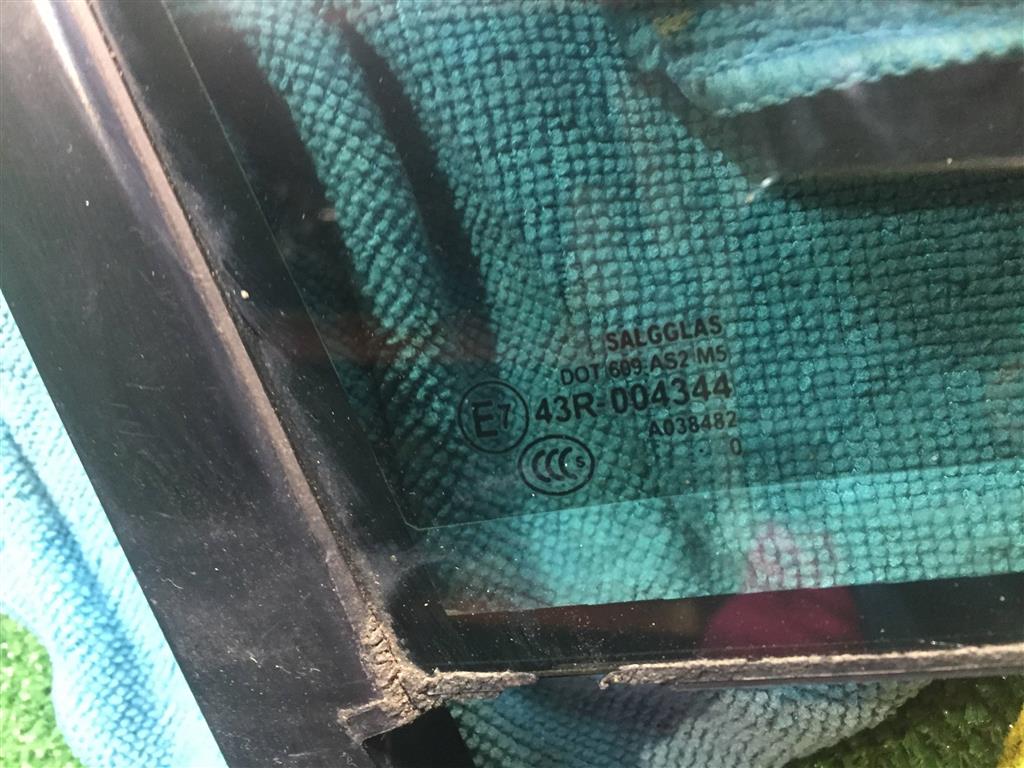 SALGGLAS
DOT 609 AS2 M5
E7 43R-004344
A038482
CCC S
0